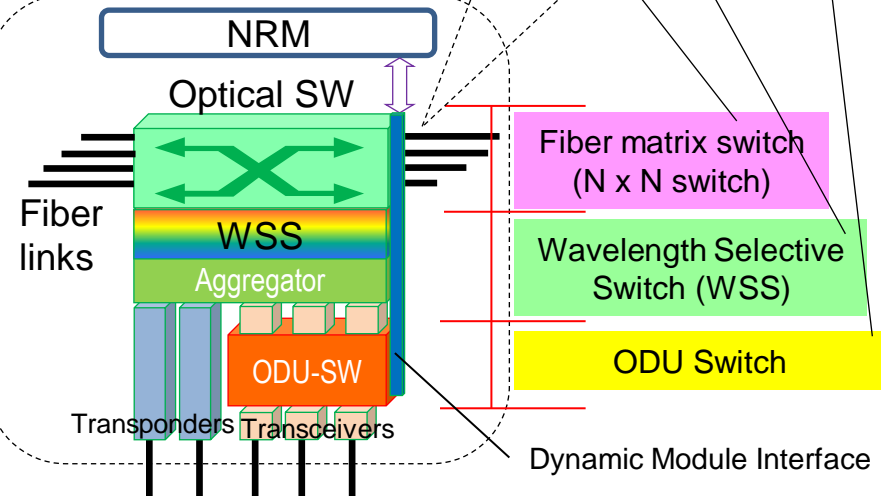 NRM
Optical SW
Fiber matrix switch
(N x N switch)
Fiber
links
WSS
Wavelength Selective
Switch (WSS)
Aggregator
ODU Switch
ODU-SW
Transponders
Transceivers
Dynamic Module Interface